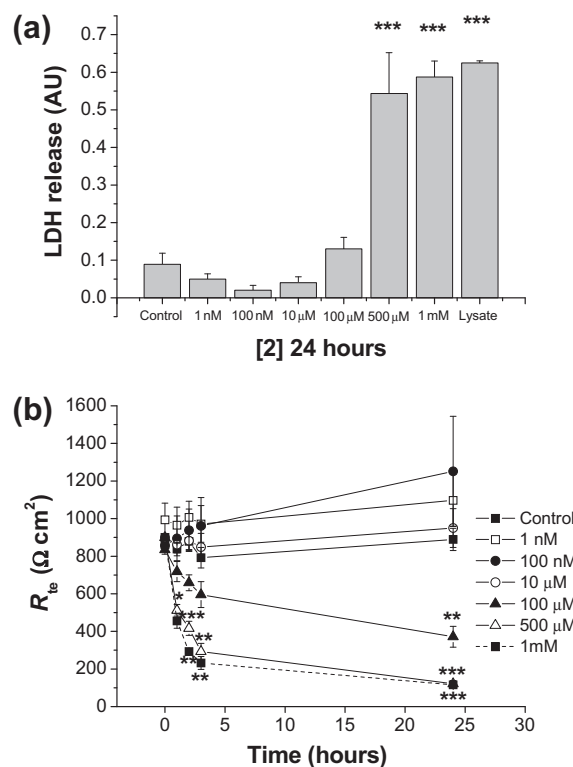 (a)
*** *** ***
LDH release (AU)
0.7
0.6
0.5
0.4
0.3
0.2
0.1
0.0
Control 1 nM 100 nM 10 µM 100 µM 500 µM 1 mM Lysate
[2] 24 hours
(b)
Rte (Ω cm²)
1600
1400
1200
1000
800
600
400
200
0
*
***
**
**
**
**
***
***
Control
1 nM
100 nM
10 µM
100 µM
500 µM
1mM
0 5 10 15 20 25 30
Time (hours)